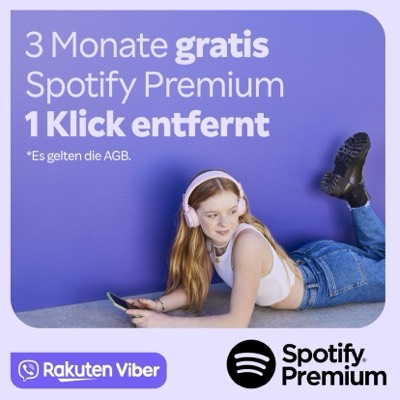 3 Monate gratis
Spotify Premium
1 Klick entfernt
*Es gelten die AGB.
Rakuten Viber
Spotify®
Premium